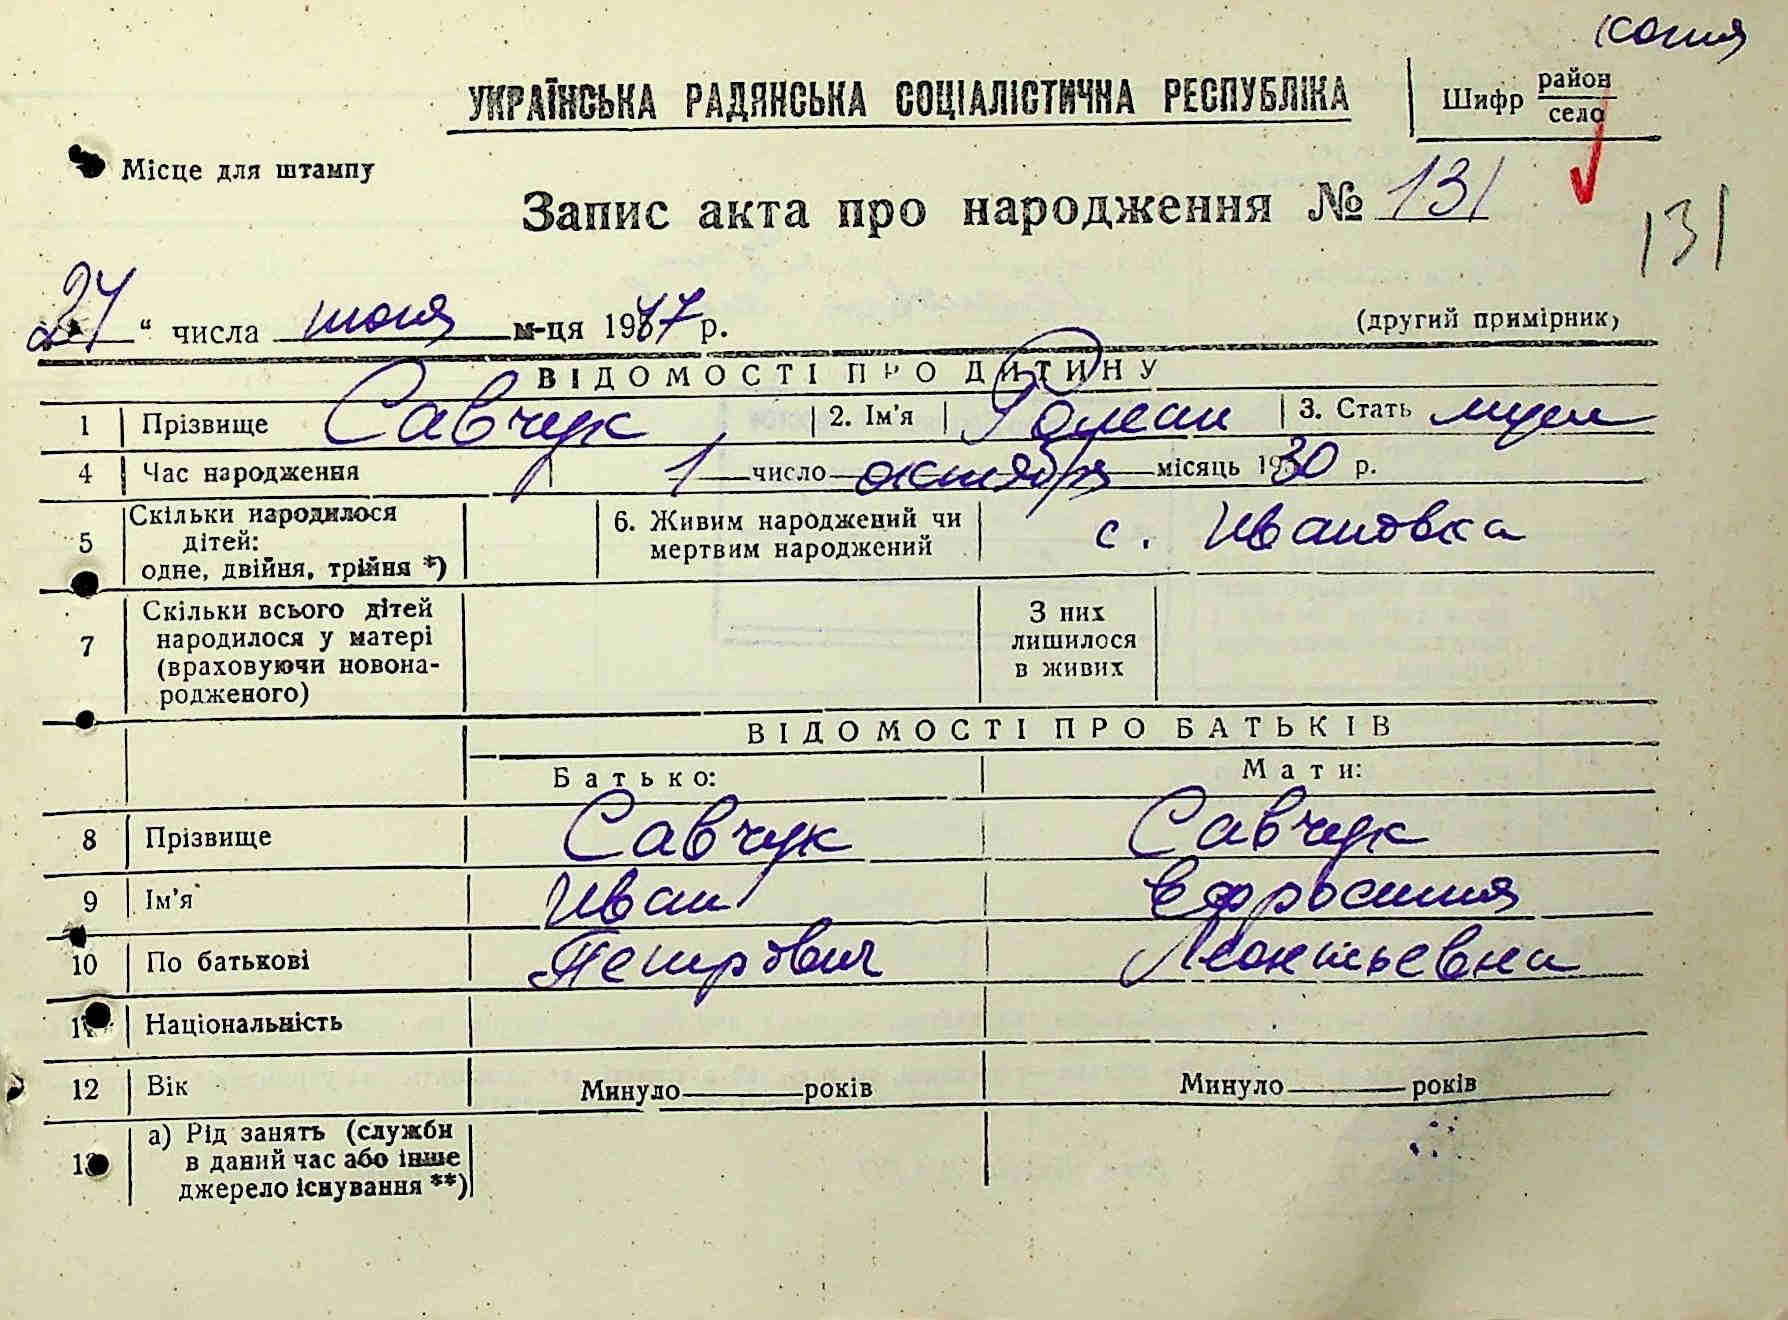 копия
УКРАЇНСЬКА РАДЯНСЬКА СОЦІАЛІСТИЧНА РЕСПУБЛІКА
Шифр район
село
Місце для штампу
Запис акта про народження № 131
131
„24“ числа июля м-ця 1947 р.
(другий примірник)
ВІДОМОСТІ ПРО ДИТИНУ
1 Прізвище Савчук 2. Ім'я Роман 3. Стать муж
4 Час народження 1 число октября місяць 1930 р.
5 Скільки народилося дітей: одне, двійня, трійня *) 6. Живим народжений чи мертвим народжений с. Ивановка
7 Скільки всього дітей народилося у матері (враховуючи новонародженого) З них лишилося в живих
ВІДОМОСТІ ПРО БАТЬКІВ
Батько: Мати:
8 Прізвище Савчук Савчук
9 Ім'я Иван Ефросиния
10 По батькові Петрович Леонтьевна
11 Національність
12 Вік Минуло років Минуло років
13 а) Рід занять (служби в даний час або інше джерело існування **)